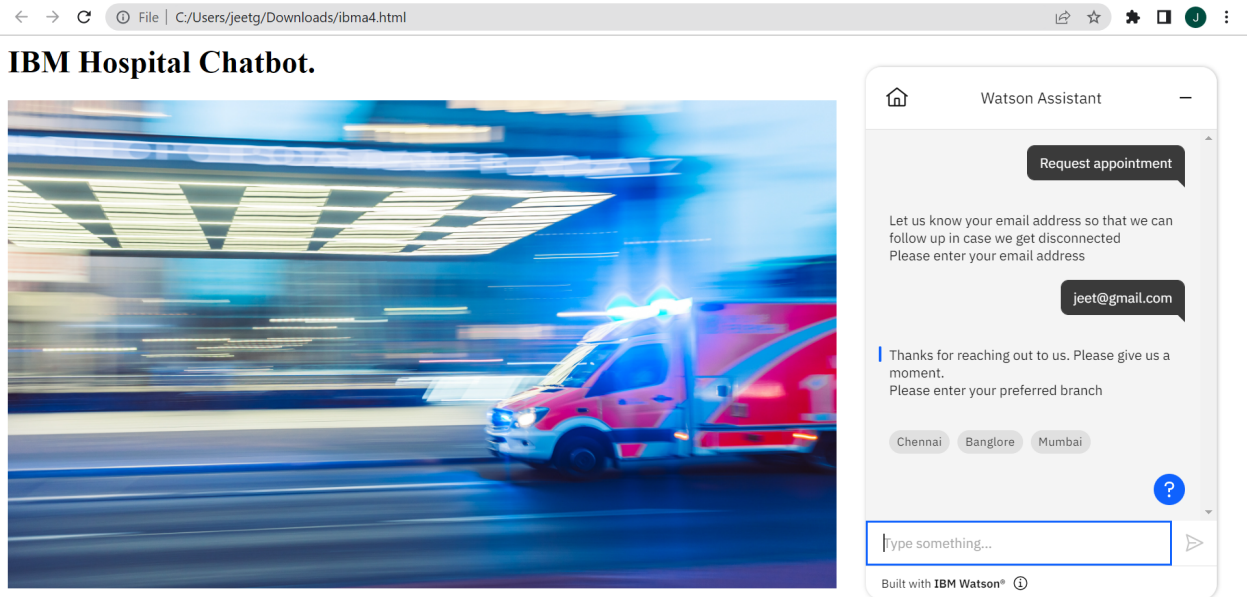 File | C:/Users/jeetg/Downloads/ibma4.html
J
IBM Hospital Chatbot.
Watson Assistant
Request appointment
Let us know your email address so that we can
follow up in case we get disconnected
Please enter your email address
jeet@gmail.com
Thanks for reaching out to us. Please give us a
moment.
Please enter your preferred branch
Chennai Banglore Mumbai
?
Type something...
Built with IBM Watson®